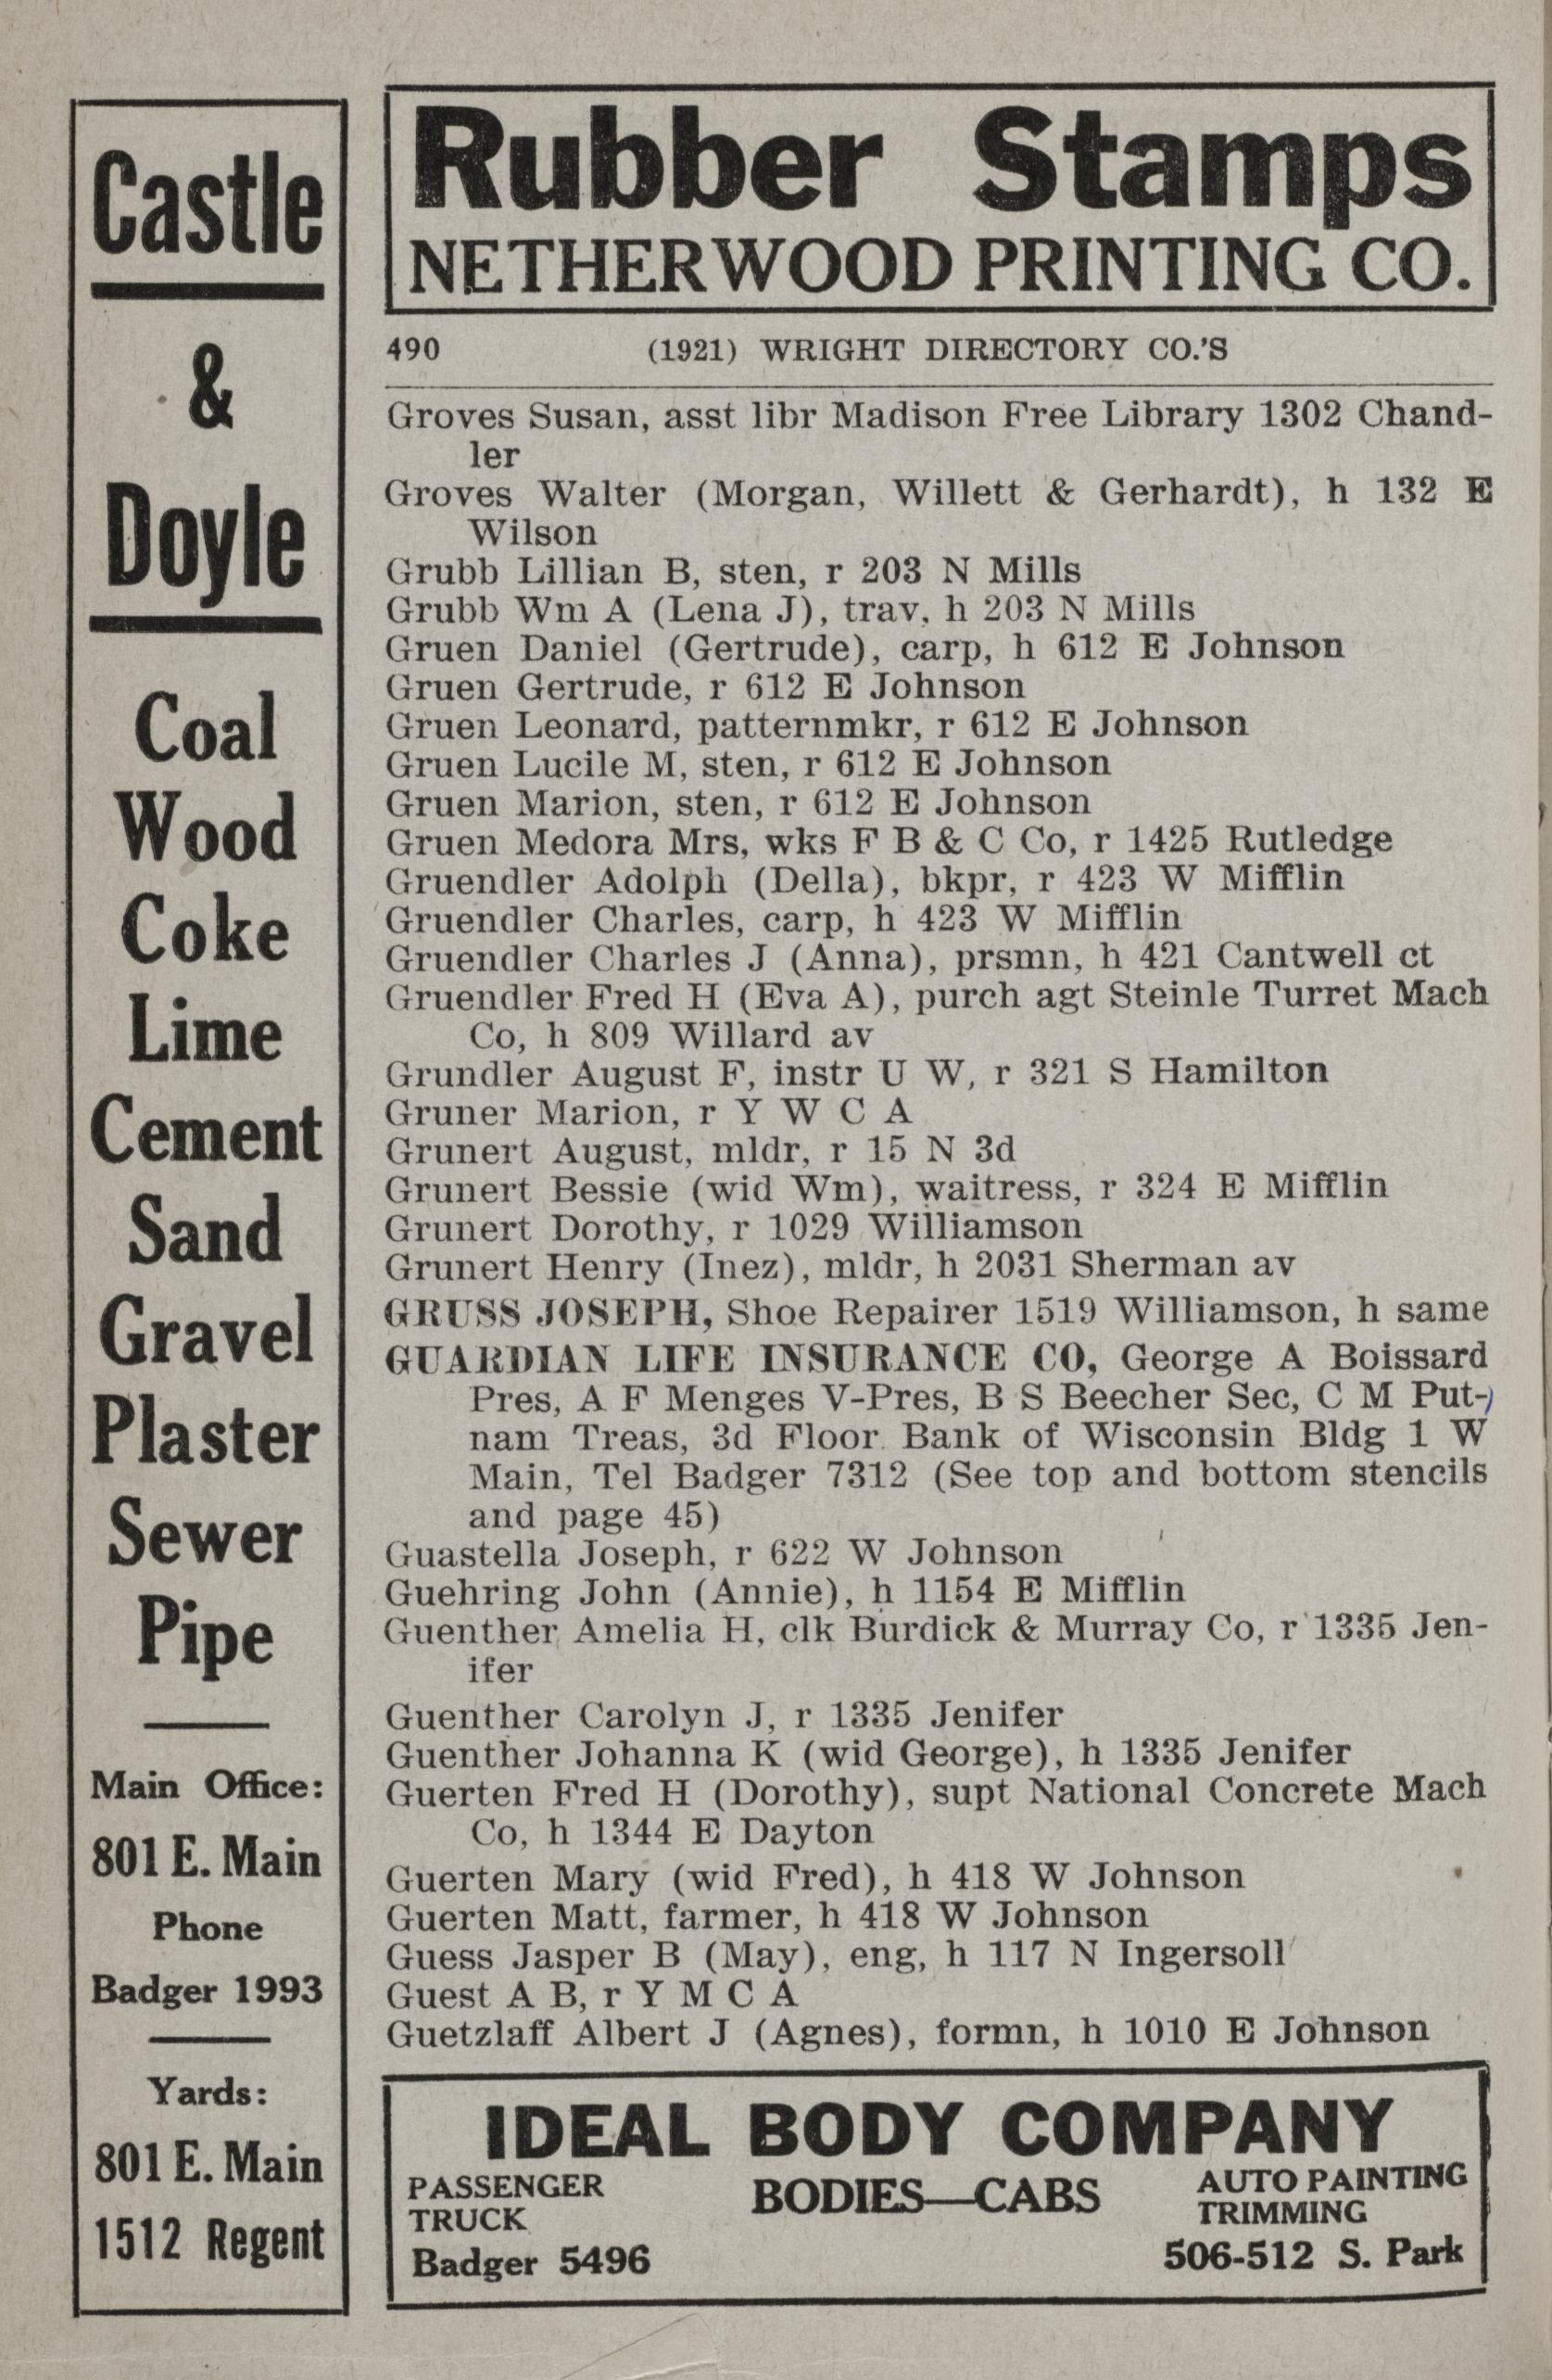 Castle
&
Doyle
Coal
Wood
Coke
Lime
Cement
Sand
Gravel
Plaster
Sewer
Pipe
Main Office:
801 E. Main
Phone
Badger 1993
Yards:
801 E. Main
1512 Regent
Rubber Stamps
NETHERWOOD PRINTING CO.
490 (1921) WRIGHT DIRECTORY CO.'S
Groves Susan, asst libr Madison Free Library 1302 Chand-
ler
Groves Walter (Morgan, Willett & Gerhardt), h 132 E
Wilson
Grubb Lillian B, sten, r 203 N Mills
Grubb Wm A (Lena J), trav, h 203 N Mills
Gruen Daniel (Gertrude), carp, h 612 E Johnson
Gruen Gertrude, r 612 E Johnson
Gruen Leonard, patternmkr, r 612 E Johnson
Gruen Lucile M, sten, r 612 E Johnson
Gruen Marion, sten, r 612 E Johnson
Gruen Medora Mrs, wks F B & C Co, r 1425 Rutledge
Gruendler Adolph (Della), bkpr, r 423 W Mifflin
Gruendler Charles, carp, h 423 W Mifflin
Gruendler Charles J (Anna), prsmn, h 421 Cantwell ct
Gruendler Fred H (Eva A), purch agt Steinle Turret Mach
Co, h 809 Willard av
Grundler August F, instr U W, r 321 S Hamilton
Gruner Marion, r Y W C A
Grunert August, mldr, r 15 N 3d
Grunert Bessie (wid Wm), waitress, r 324 E Mifflin
Grunert Dorothy, r 1029 Williamson
Grunert Henry (Inez), mldr, h 2031 Sherman av
GRUSS JOSEPH, Shoe Repairer 1519 Williamson, h same
GUARDIAN LIFE INSURANCE CO, George A Boissard
Pres, A F Menges V-Pres, B S Beecher Sec, C M Put-
nam Treas, 3d Floor Bank of Wisconsin Bldg 1 W
Main, Tel Badger 7312 (See top and bottom stencils
and page 45)
Guastella Joseph, r 622 W Johnson
Guehring John (Annie), h 1154 E Mifflin
Guenther Amelia H, clk Burdick & Murray Co, r 1335 Jen-
ifer
Guenther Carolyn J, r 1335 Jenifer
Guenther Johanna K (wid George), h 1335 Jenifer
Guerten Fred H (Dorothy), supt National Concrete Mach
Co, h 1344 E Dayton
Guerten Mary (wid Fred), h 418 W Johnson
Guerten Matt, farmer, h 418 W Johnson
Guess Jasper B (May), eng, h 117 N Ingersoll
Guest A B, r Y M C A
Guetzlaff Albert J (Agnes), formn, h 1010 E Johnson
IDEAL BODY COMPANY
PASSENGER BODIES—CABS AUTO PAINTING
TRUCK TRIMMING
Badger 5496 506-512 S. Park